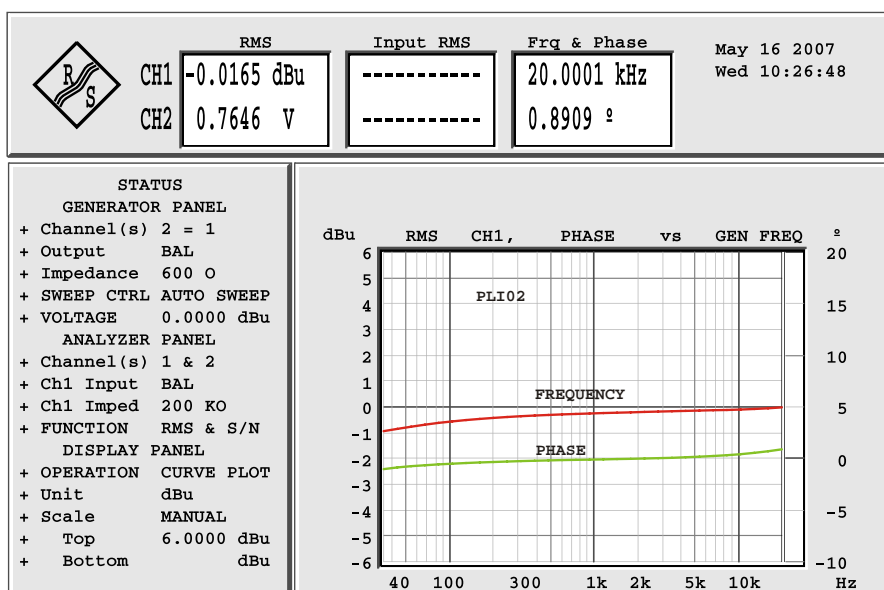 RMS Input RMS Frq & Phase
R S
CH1 -0.0165 dBu ---------- 20.0001 kHz
CH2 0.7646 V ---------- 0.8909 º
May 16 2007
Wed 10:26:48
STATUS
GENERATOR PANEL
+ Channel(s) 2 = 1
+ Output BAL
+ Impedance 600 O
+ SWEEP CTRL AUTO SWEEP
+ VOLTAGE 0.0000 dBu
ANALYZER PANEL
+ Channel(s) 1 & 2
+ Ch1 Input BAL
+ Ch1 Imped 200 KO
+ FUNCTION RMS & S/N
DISPLAY PANEL
+ OPERATION CURVE PLOT
+ Unit dBu
+ Scale MANUAL
+ Top 6.0000 dBu
+ Bottom dBu
dBu RMS CH1, PHASE vs GEN FREQ º
6 20
5
4 15
3
2 10
1
0 5
-1
-2 0
-3
-4 -5
-5
-6 -10
PLI02
FREQUENCY
PHASE
40 100 300 1k 2k 5k 10k Hz